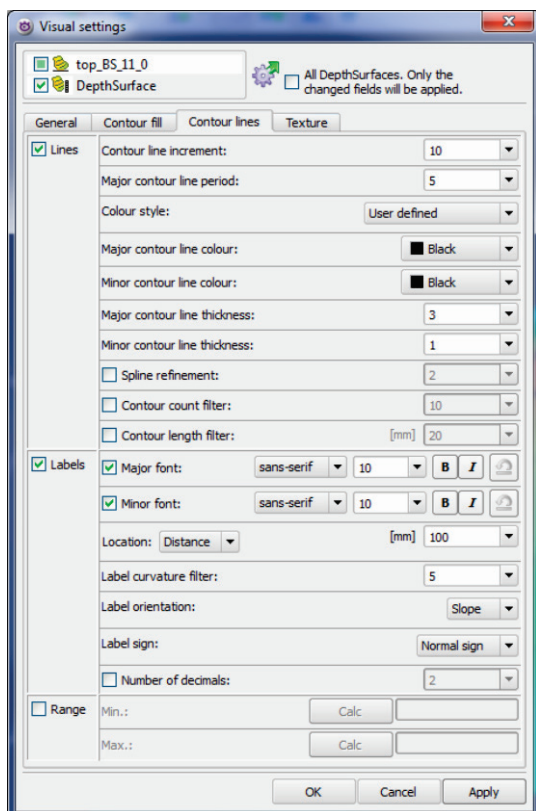 Visual settings
top_BS_11_0
DepthSurface
All DepthSurfaces. Only the
changed fields will be applied.
General Contour fill Contour lines Texture
Lines Contour line increment: 10
Major contour line period: 5
Colour style: User defined
Major contour line colour: Black
Minor contour line colour: Black
Major contour line thickness: 3
Minor contour line thickness: 1
Spline refinement: 2
Contour count filter: 10
Contour length filter: [mm] 20
Labels Major font: sans-serif 10 B I
Minor font: sans-serif 10 B I
Location: Distance [mm] 100
Label curvature filter: 5
Label orientation: Slope
Label sign: Normal sign
Number of decimals: 2
Range Min.: Calc
Max.: Calc
OK Cancel Apply